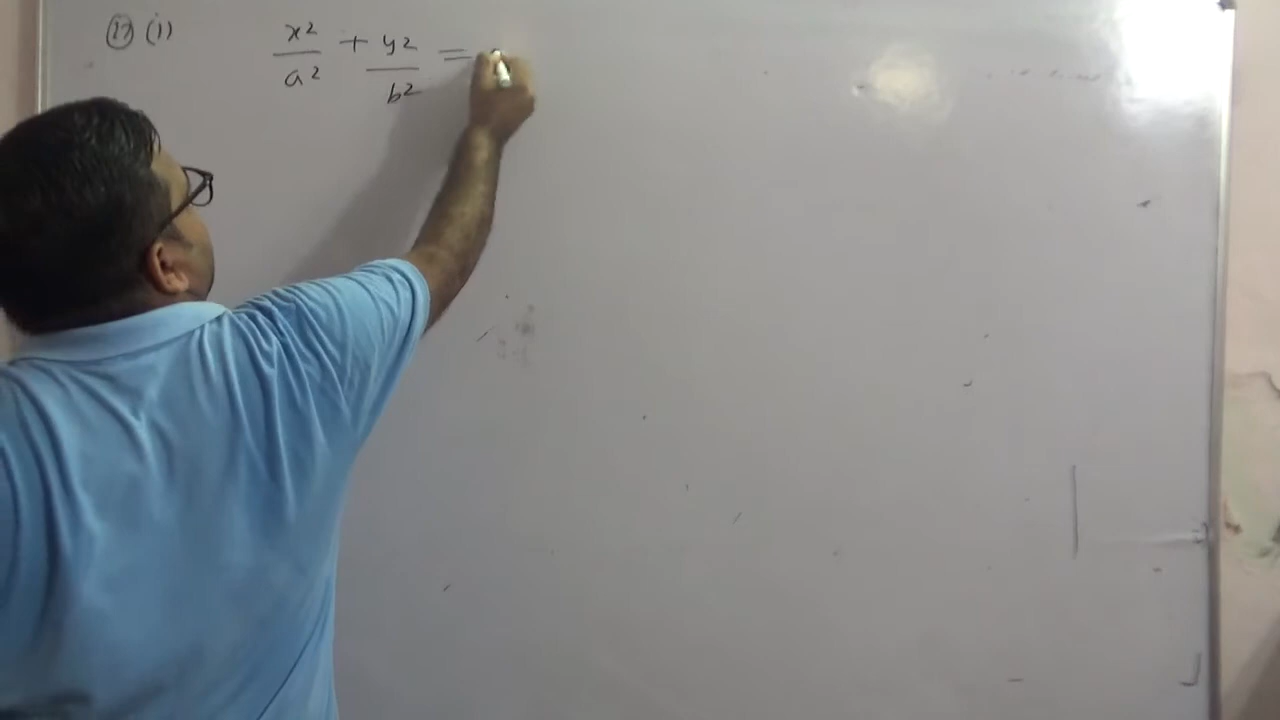 ⑰ (i) x²/a² + y²/b² =